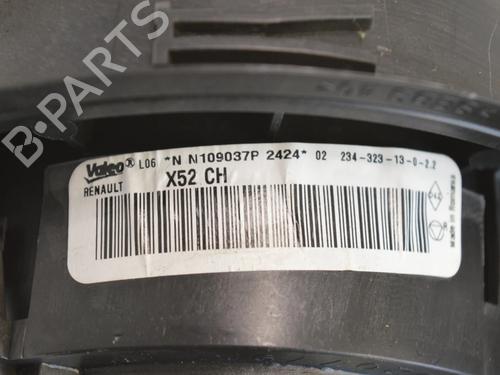 B-PARTS
Valeo® L06 *N N109037P 2424* 02 234-323-13-0-2.2
RENAULT X52 CH
Made in Romania